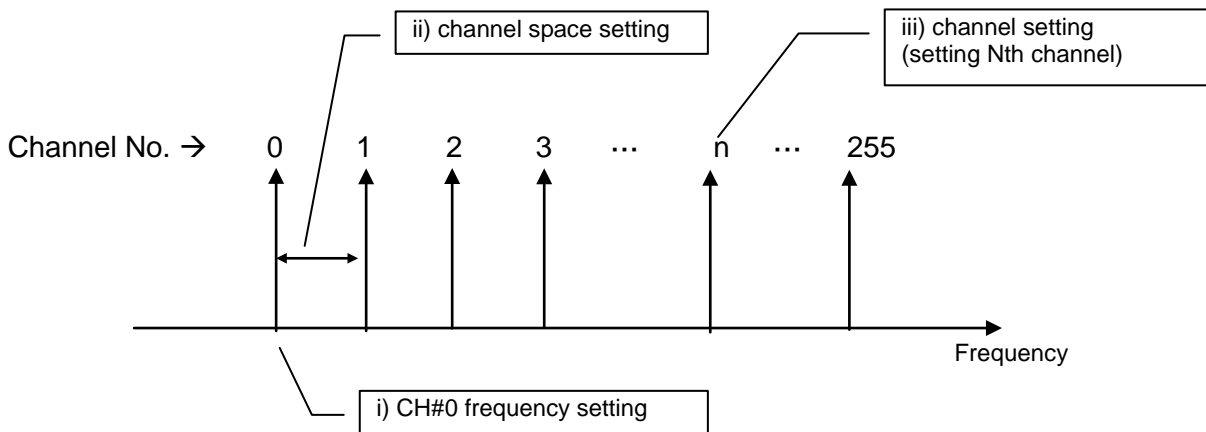 ii) channel space setting
iii) channel setting
(setting Nth channel)
Channel No. → 0 1 2 3 ··· n ··· 255
Frequency
i) CH#0 frequency setting